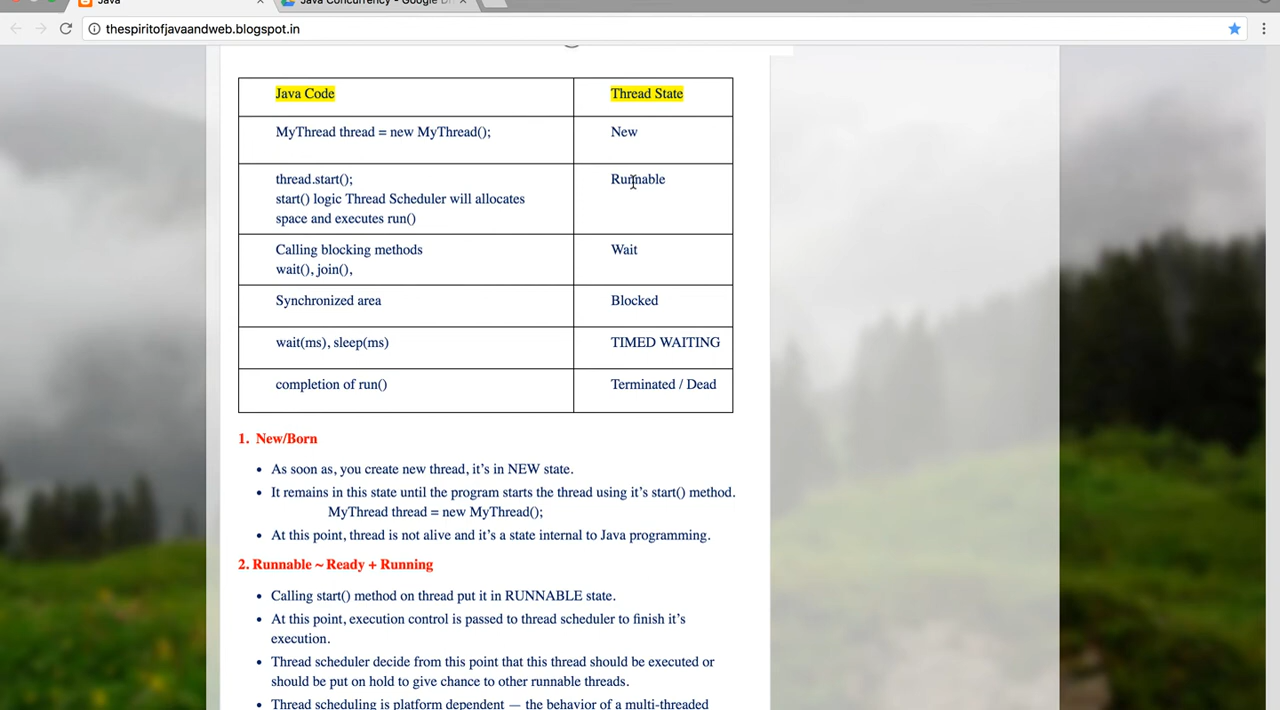 Java
Java Concurrency - Google Dr
thespiritofjavaandweb.blogspot.in
Java Code
Thread State
MyThread thread = new MyThread();
New
thread.start();
start() logic Thread Scheduler will allocates
space and executes run()
Runnable
Calling blocking methods
wait(), join(),
Wait
Synchronized area
Blocked
wait(ms), sleep(ms)
TIMED WAITING
completion of run()
Terminated / Dead
1. New/Born
• As soon as, you create new thread, it’s in NEW state.
• It remains in this state until the program starts the thread using it’s start() method.
MyThread thread = new MyThread();
• At this point, thread is not alive and it’s a state internal to Java programming.
2. Runnable ~ Ready + Running
• Calling start() method on thread put it in RUNNABLE state.
• At this point, execution control is passed to thread scheduler to finish it’s
execution.
• Thread scheduler decide from this point that this thread should be executed or
should be put on hold to give chance to other runnable threads.
• Thread scheduling is platform dependent — the behavior of a multi-threaded